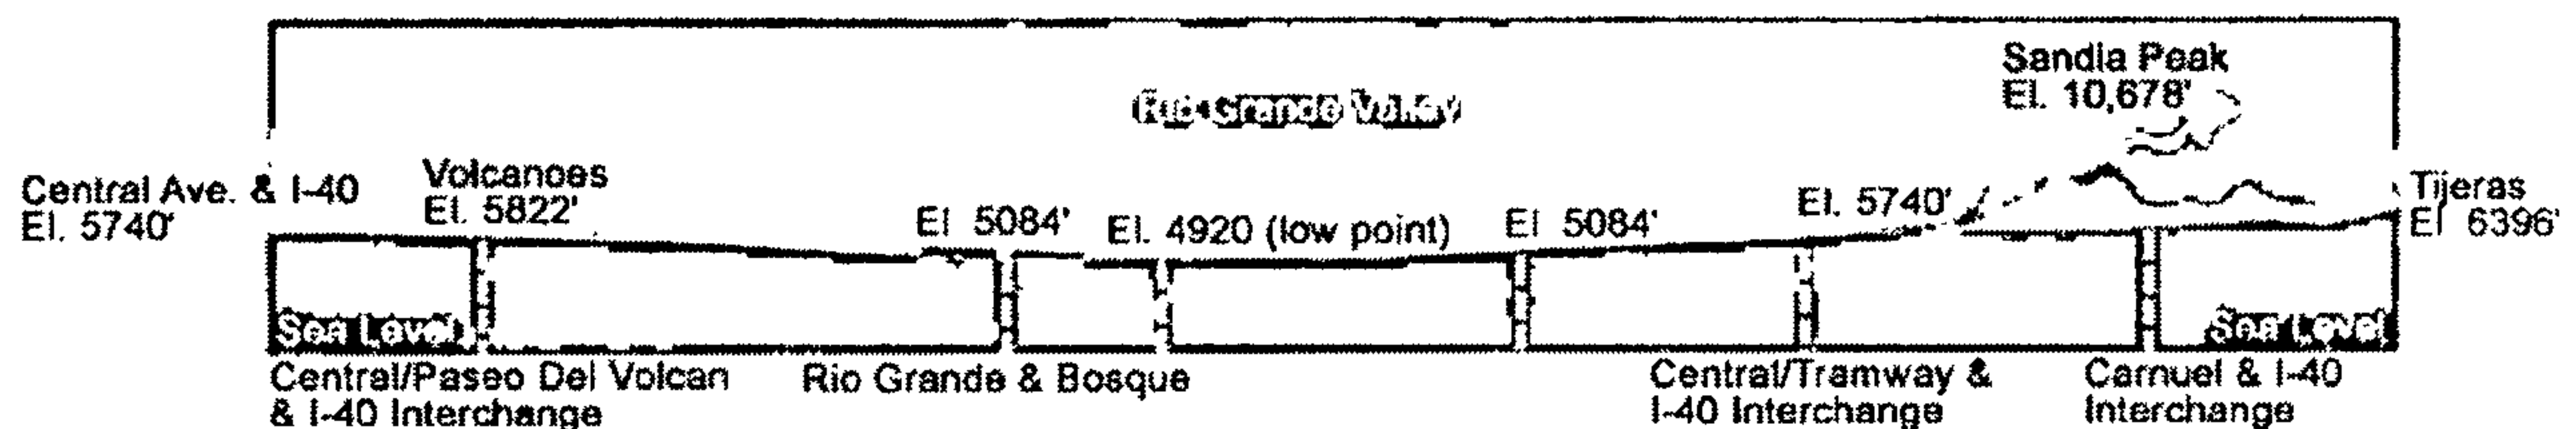 Sandia Peak
El. 10,678'
Rio Grande Valley
Central Ave. & I-40
El. 5740'
Volcanoes
El. 5822'
El 5084'
El. 4920 (low point)
El 5084'
El. 5740'
Tijeras
El 6396'
Sea Level
Sea Level
Central/Paseo Del Volcan
& I-40 Interchange
Rio Grande & Bosque
Central/Tramway &
I-40 Interchange
Carnuel & I-40
Interchange